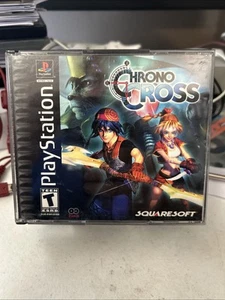 PlayStation
CHRONO
CROSS
TEEN
T
SQUARESOFT